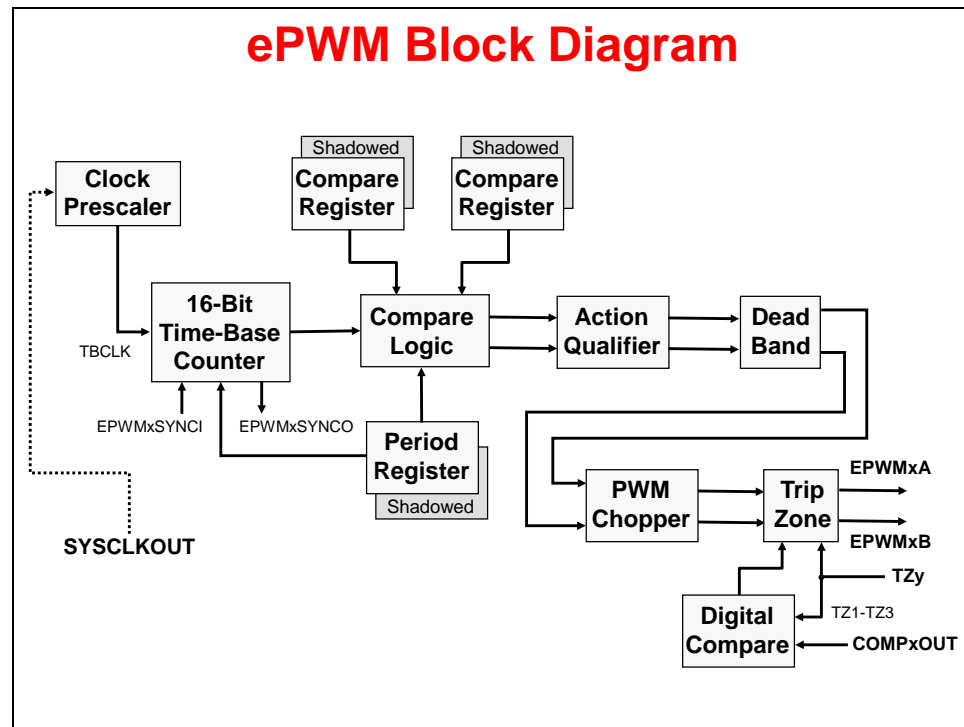 ePWM Block Diagram
Shadowed
Compare
Register
Shadowed
Compare
Register
Clock
Prescaler
16-Bit
Time-Base
Counter
TBCLK
Compare
Logic
Action
Qualifier
Dead
Band
EPWMxSYNCI
EPWMxSYNCO
Period
Register
Shadowed
PWM
Chopper
Trip
Zone
EPWMxA
EPWMxB
SYSCLKOUT
TZy
TZ1-TZ3
Digital
Compare
COMPxOUT